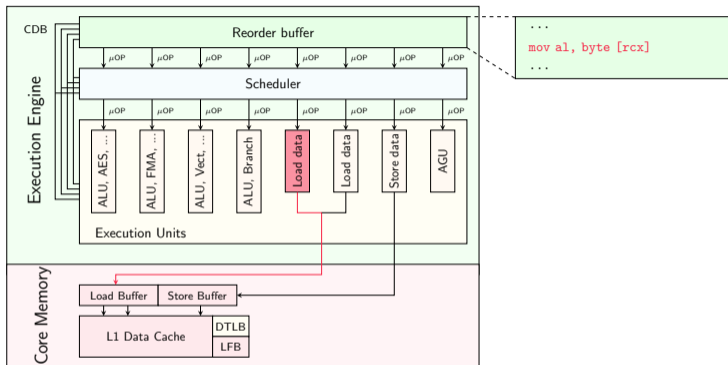 CDB
Reorder buffer
...
mov al, byte [rcx]
...
μOP μOP μOP μOP μOP μOP μOP μOP
Scheduler
μOP μOP μOP μOP μOP μOP μOP μOP
Execution Engine
ALU, AES, ...
ALU, FMA, ...
ALU, Vect, ...
ALU, Branch
Load data
Load data
Store data
AGU
Execution Units
Core Memory
Load Buffer
Store Buffer
L1 Data Cache
DTLB
LFB